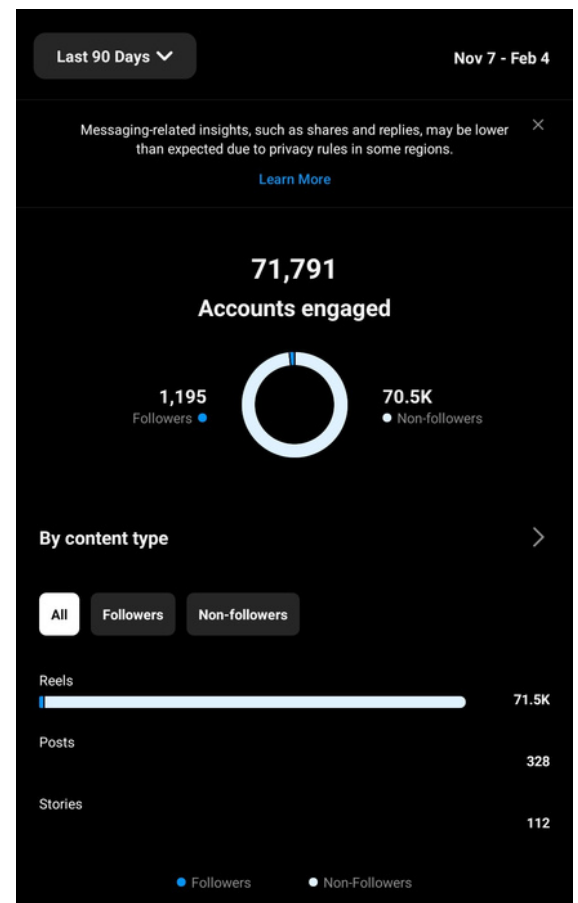 Last 90 Days
Nov 7 - Feb 4
Messaging-related insights, such as shares and replies, may be lower
than expected due to privacy rules in some regions.
Learn More
71,791
Accounts engaged
1,195
Followers
70.5K
Non-followers
By content type
All
Followers
Non-followers
Reels
71.5K
Posts
328
Stories
112
Followers
Non-Followers